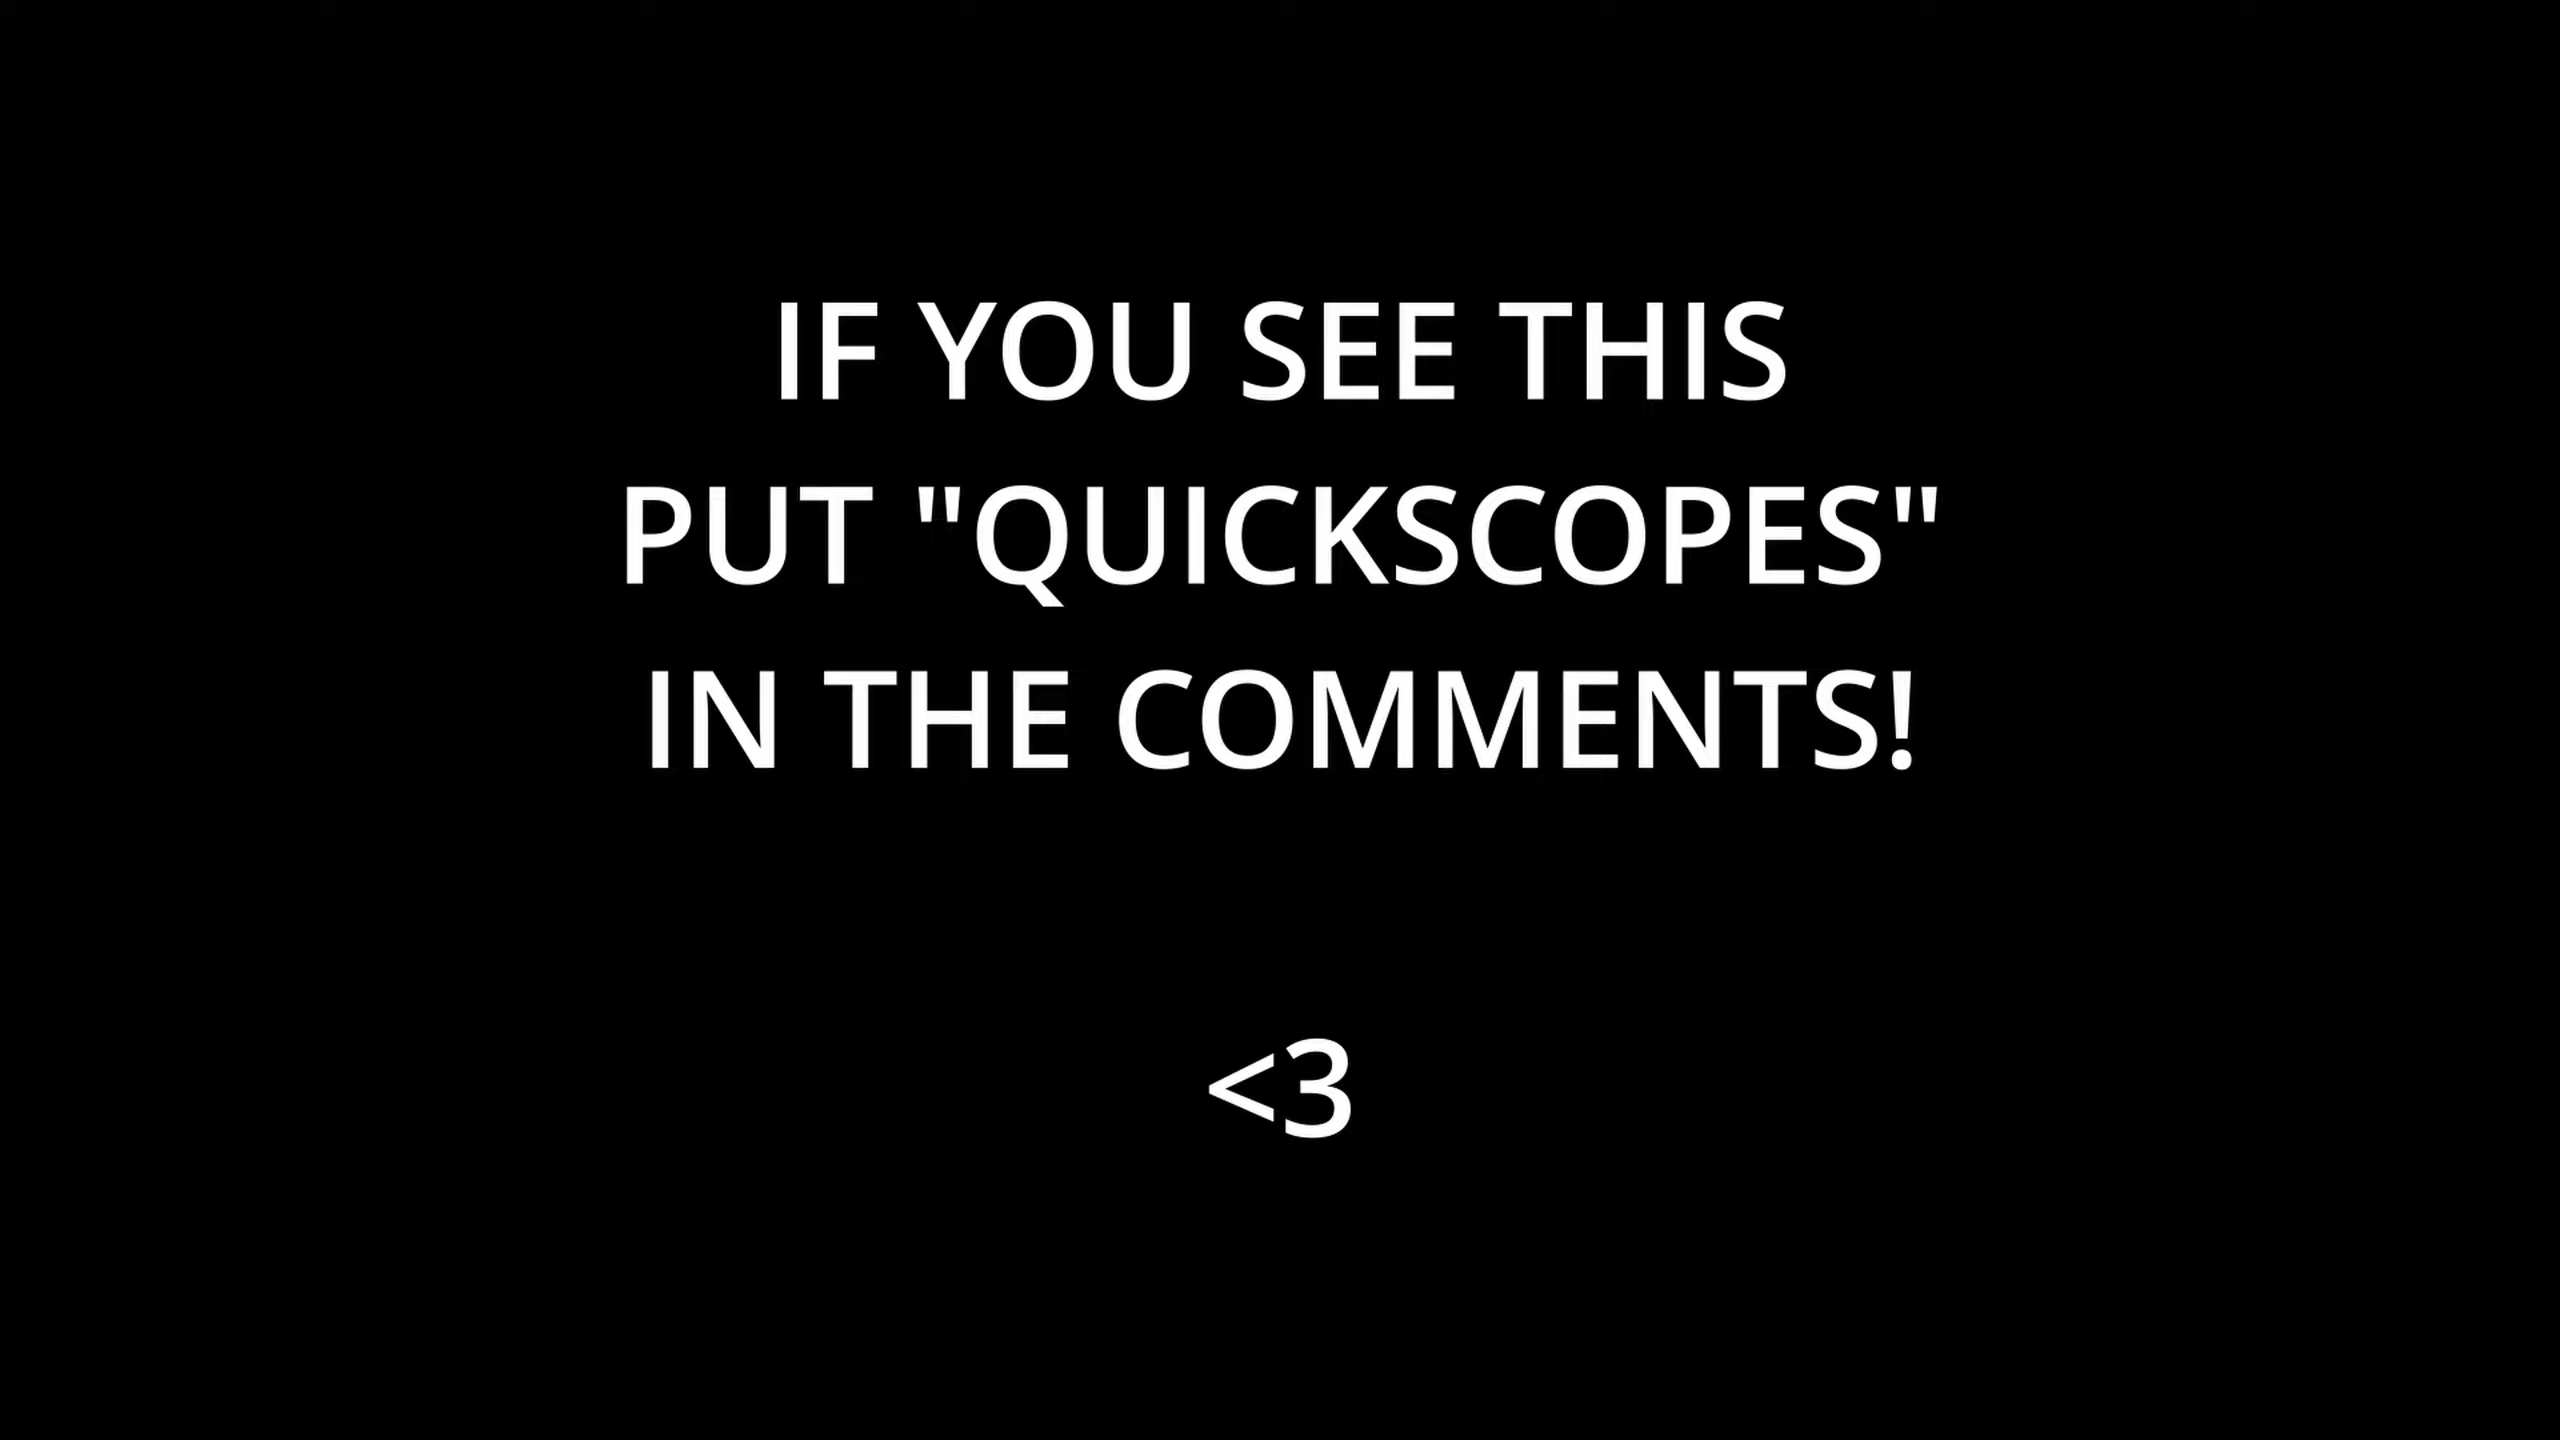 IF YOU SEE THIS
PUT "QUICKSCOPES"
IN THE COMMENTS!
<3